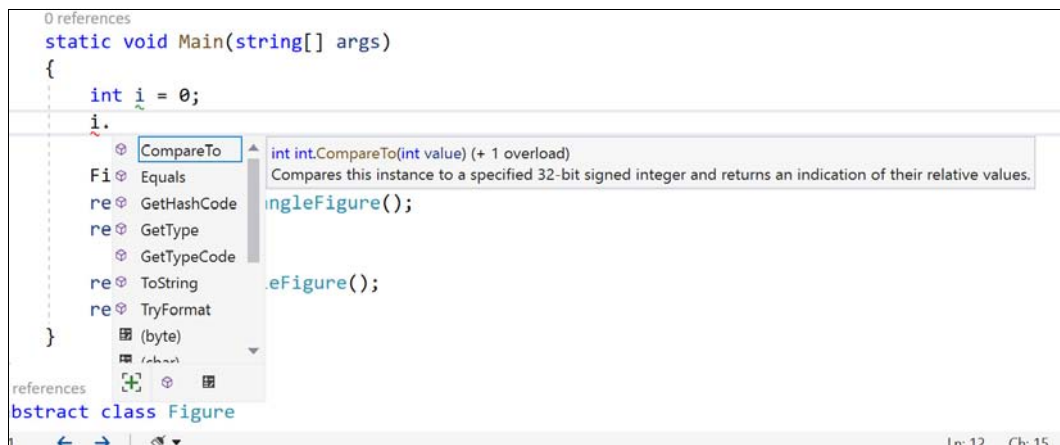 0 references
static void Main(string[] args)
{
int i = 0;
i.
CompareTo
int int.CompareTo(int value) (+ 1 overload)
Compares this instance to a specified 32-bit signed integer and returns an indication of their relative values.
Fi Equals
re GetHashCode ngleFigure();
re GetType
GetTypeCode
re ToString eFigure();
re TryFormat
} (byte)
(char)
references
bstract class Figure
Ln: 12 Ch: 15